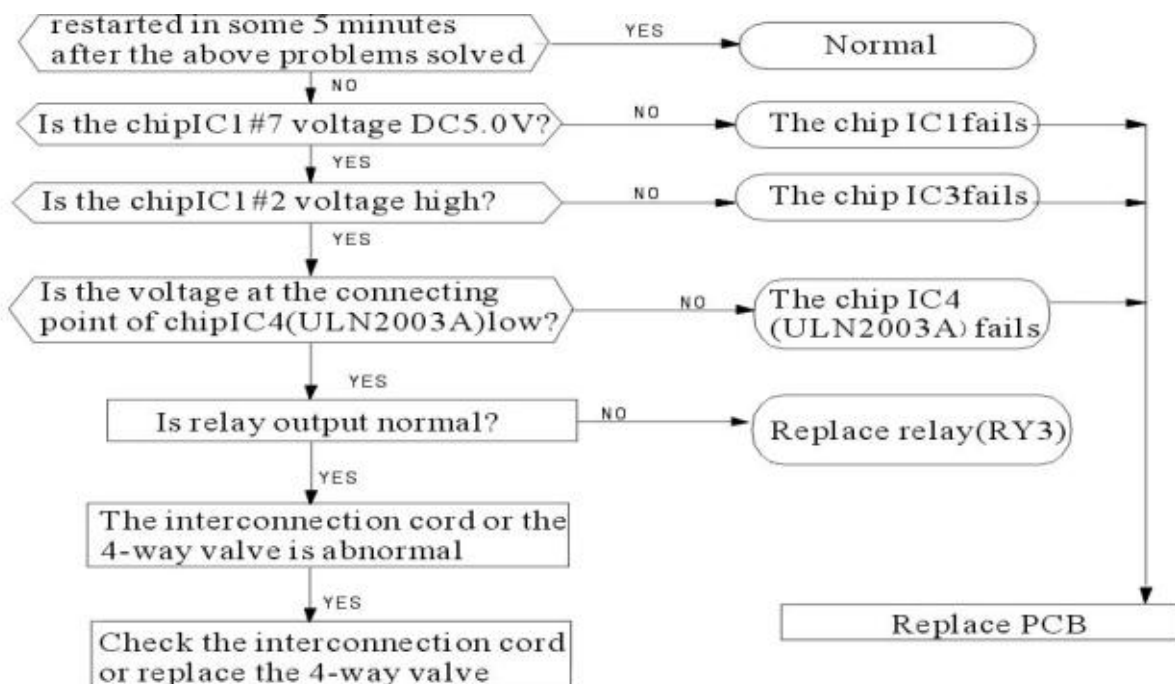 restarted in some 5 minutes
after the above problems solved
YES
Normal
NO
Is the chipIC1#7 voltage DC5.0V?
NO
The chip IC1fails
YES
Is the chipIC1#2 voltage high?
NO
The chip IC3fails
YES
Is the voltage at the connecting
point of chipIC4(ULN2003A)low?
NO
The chip IC4
(ULN2003A) fails
YES
Is relay output normal?
NO
Replace relay(RY3)
YES
The interconnection cord or the
4-way valve is abnormal
YES
Check the interconnection cord
or replace the 4-way valve
Replace PCB